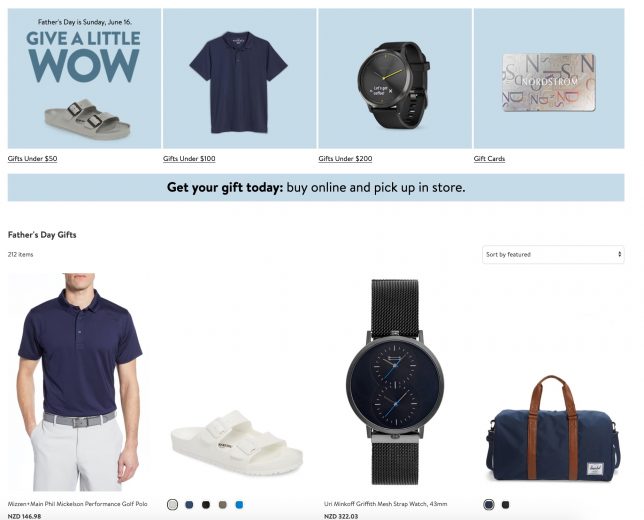 Father's Day is Sunday, June 16.
GIVE A LITTLE
WOW
Let's get
coffee!
NORDSTROM
Gifts Under $50
Gifts Under $100
Gifts Under $200
Gift Cards
Get your gift today: buy online and pick up in store.
Father's Day Gifts
212 items
Sort by featured
Herschel
Mizzen+Main Phil Mickelson Performance Golf Polo
Uri Minkoff Griffith Mesh Strap Watch, 43mm
NZD 146.98
NZD 322.03